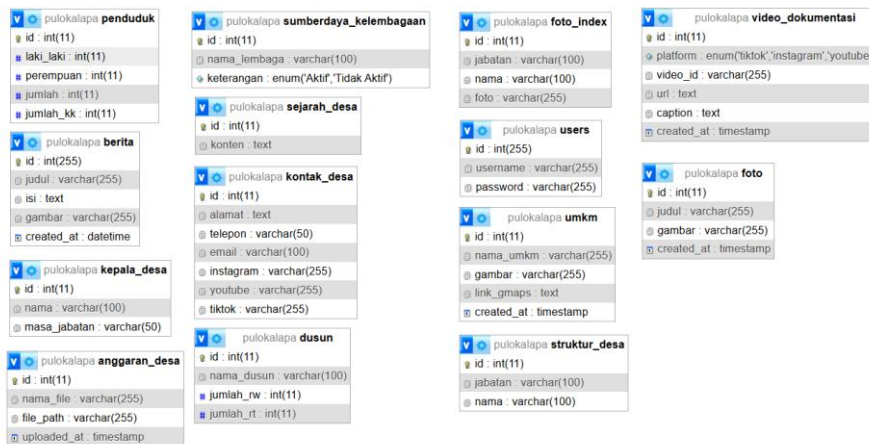 pulokalapa penduduk
id : int(11)
laki_laki : int(11)
perempuan : int(11)
jumlah : int(11)
jumlah_kk : int(11)
pulokalapa berita
id : int(255)
judul : varchar(255)
isi : text
gambar : varchar(255)
created_at : datetime
pulokalapa kepala_desa
id : int(11)
nama : varchar(100)
masa_jabatan : varchar(50)
pulokalapa anggaran_desa
id : int(11)
nama_file : varchar(255)
file_path : varchar(255)
uploaded_at : timestamp
pulokalapa sumberdaya_kelembagaan
id : int(11)
nama_lembaga : varchar(100)
keterangan : enum('Aktif','Tidak Aktif')
pulokalapa sejarah_desa
id : int(11)
konten : text
pulokalapa kontak_desa
id : int(11)
alamat : text
telepon : varchar(50)
email : varchar(100)
instagram : varchar(255)
youtube : varchar(255)
tiktok : varchar(255)
pulokalapa dusun
id : int(11)
nama_dusun : varchar(100)
jumlah_rw : int(11)
jumlah_rt : int(11)
pulokalapa foto_index
id : int(11)
jabatan : varchar(100)
nama : varchar(100)
foto : varchar(255)
pulokalapa users
id : int(255)
username : varchar(255)
password : varchar(255)
pulokalapa umkm
id : int(11)
nama_umkm : varchar(255)
gambar : varchar(255)
link_gmaps : text
created_at : timestamp
pulokalapa struktur_desa
id : int(11)
jabatan : varchar(100)
nama : varchar(100)
pulokalapa video_dokumentasi
id : int(11)
platform : enum('tiktok','instagram','youtube
video_id : varchar(255)
url : text
caption : text
created_at : timestamp
pulokalapa foto
id : int(11)
judul : varchar(255)
gambar : varchar(255)
created_at : timestamp